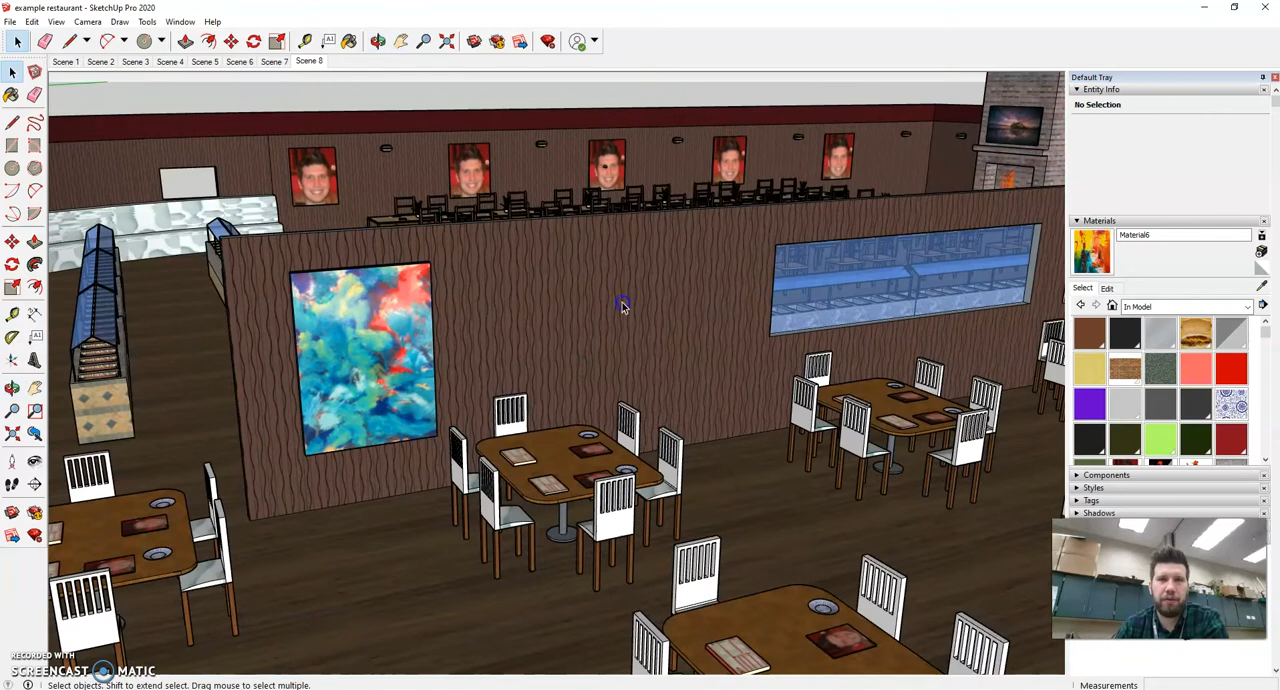 example restaurant - SketchUp Pro 2020
File Edit View Camera Draw Tools Window Help
Scene 1 Scene 2 Scene 3 Scene 4 Scene 5 Scene 6 Scene 7 Scene 8
Default Tray
Entity Info
No Selection
Materials
Material6
Select Edit
In Model
Components
Styles
Tags
Shadows
RECORDED WITH
SCREENCAST MATIC
Select objects. Shift to extend select. Drag mouse to select multiple.
Measurements